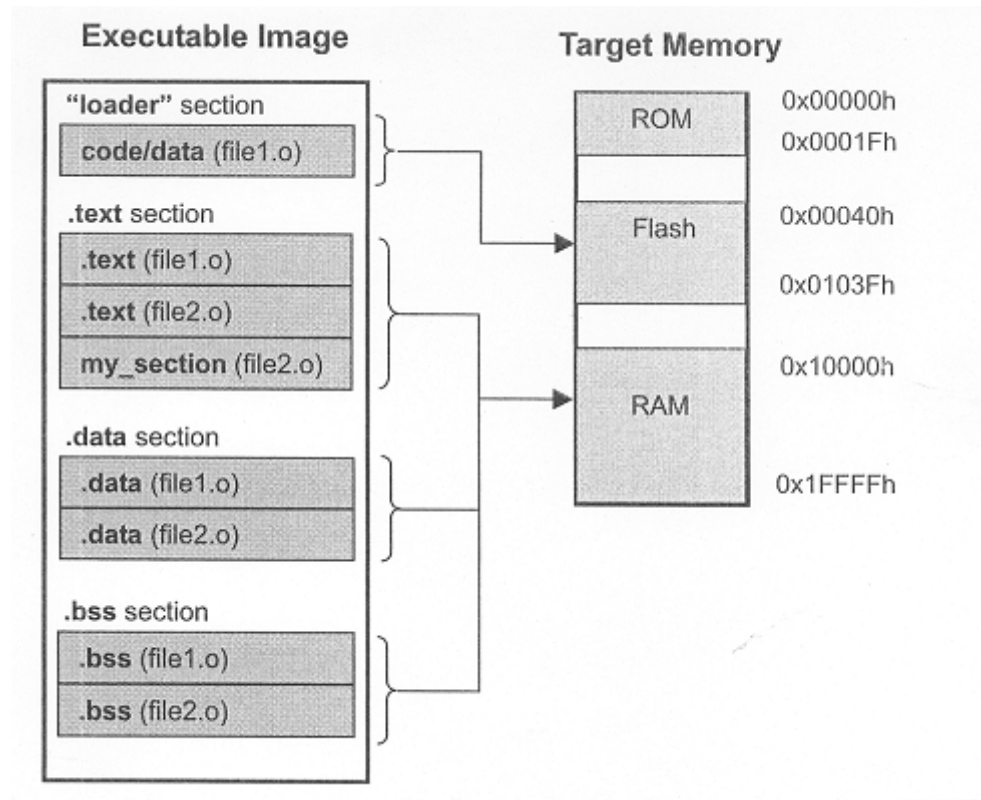 Executable Image
"loader" section
code/data (file1.o)
.text section
.text (file1.o)
.text (file2.o)
my_section (file2.o)
.data section
.data (file1.o)
.data (file2.o)
.bss section
.bss (file1.o)
.bss (file2.o)
Target Memory
ROM
0x00000h
0x0001Fh
Flash
0x00040h
0x0103Fh
RAM
0x10000h
0x1FFFFh